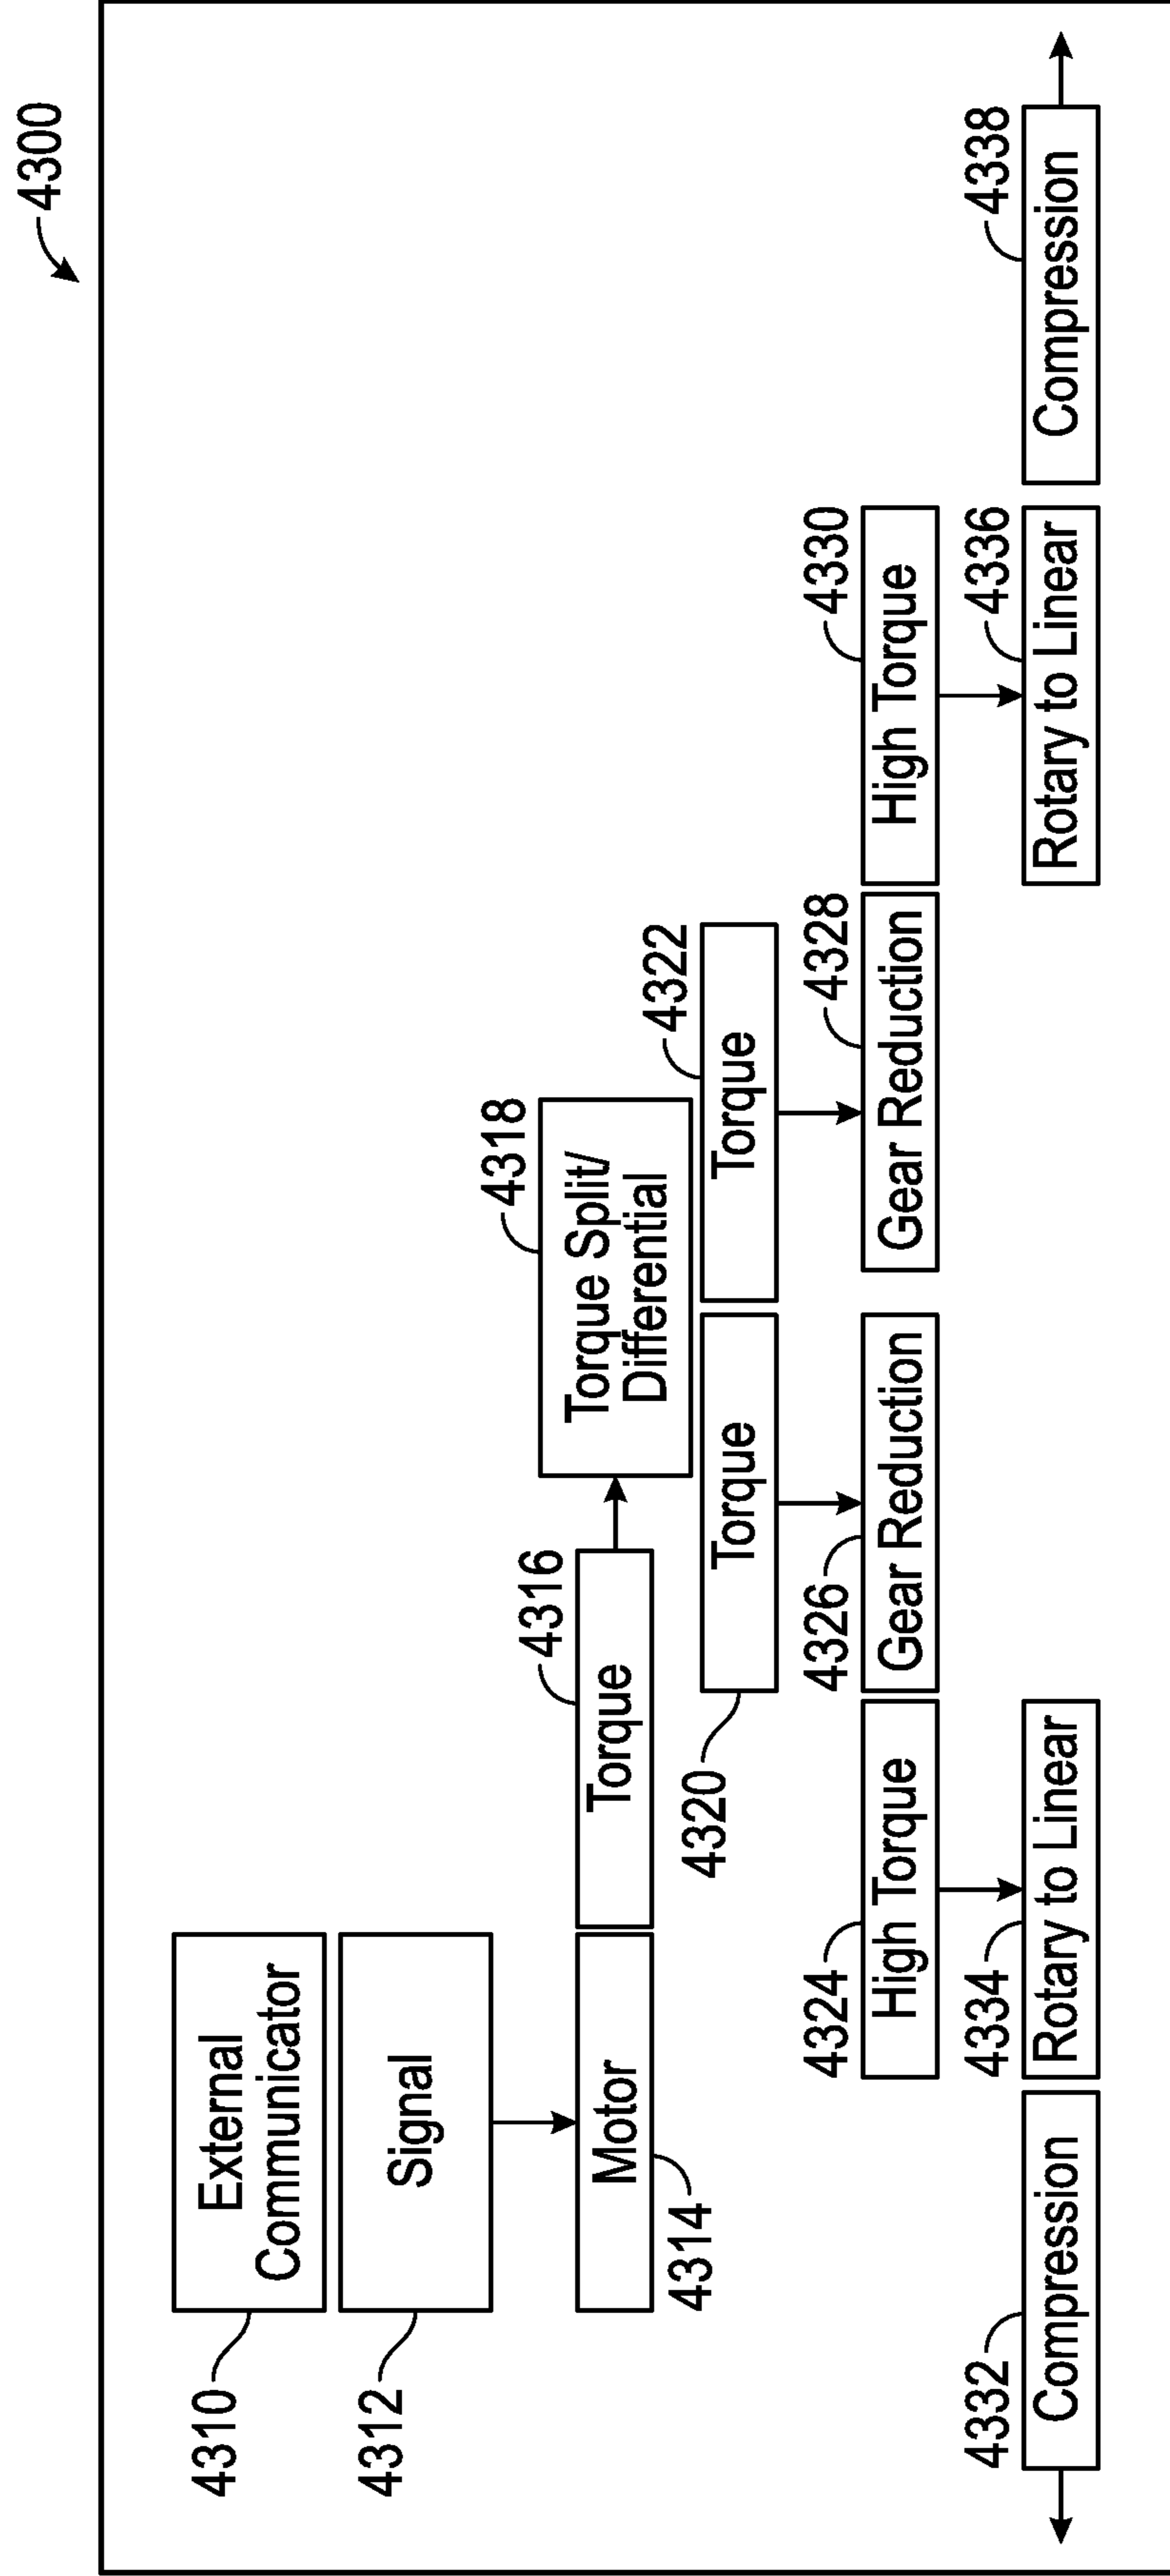 4300
4310
External
Communicator
4312
Signal
4314
Motor
4316
Torque
4318
Torque Split/
Differential
4320
Torque
4322
Torque
4324
High Torque
4326
Gear Reduction
4328
Gear Reduction
4330
High Torque
4332
Compression
4334
Rotary to Linear
4336
Rotary to Linear
4338
Compression